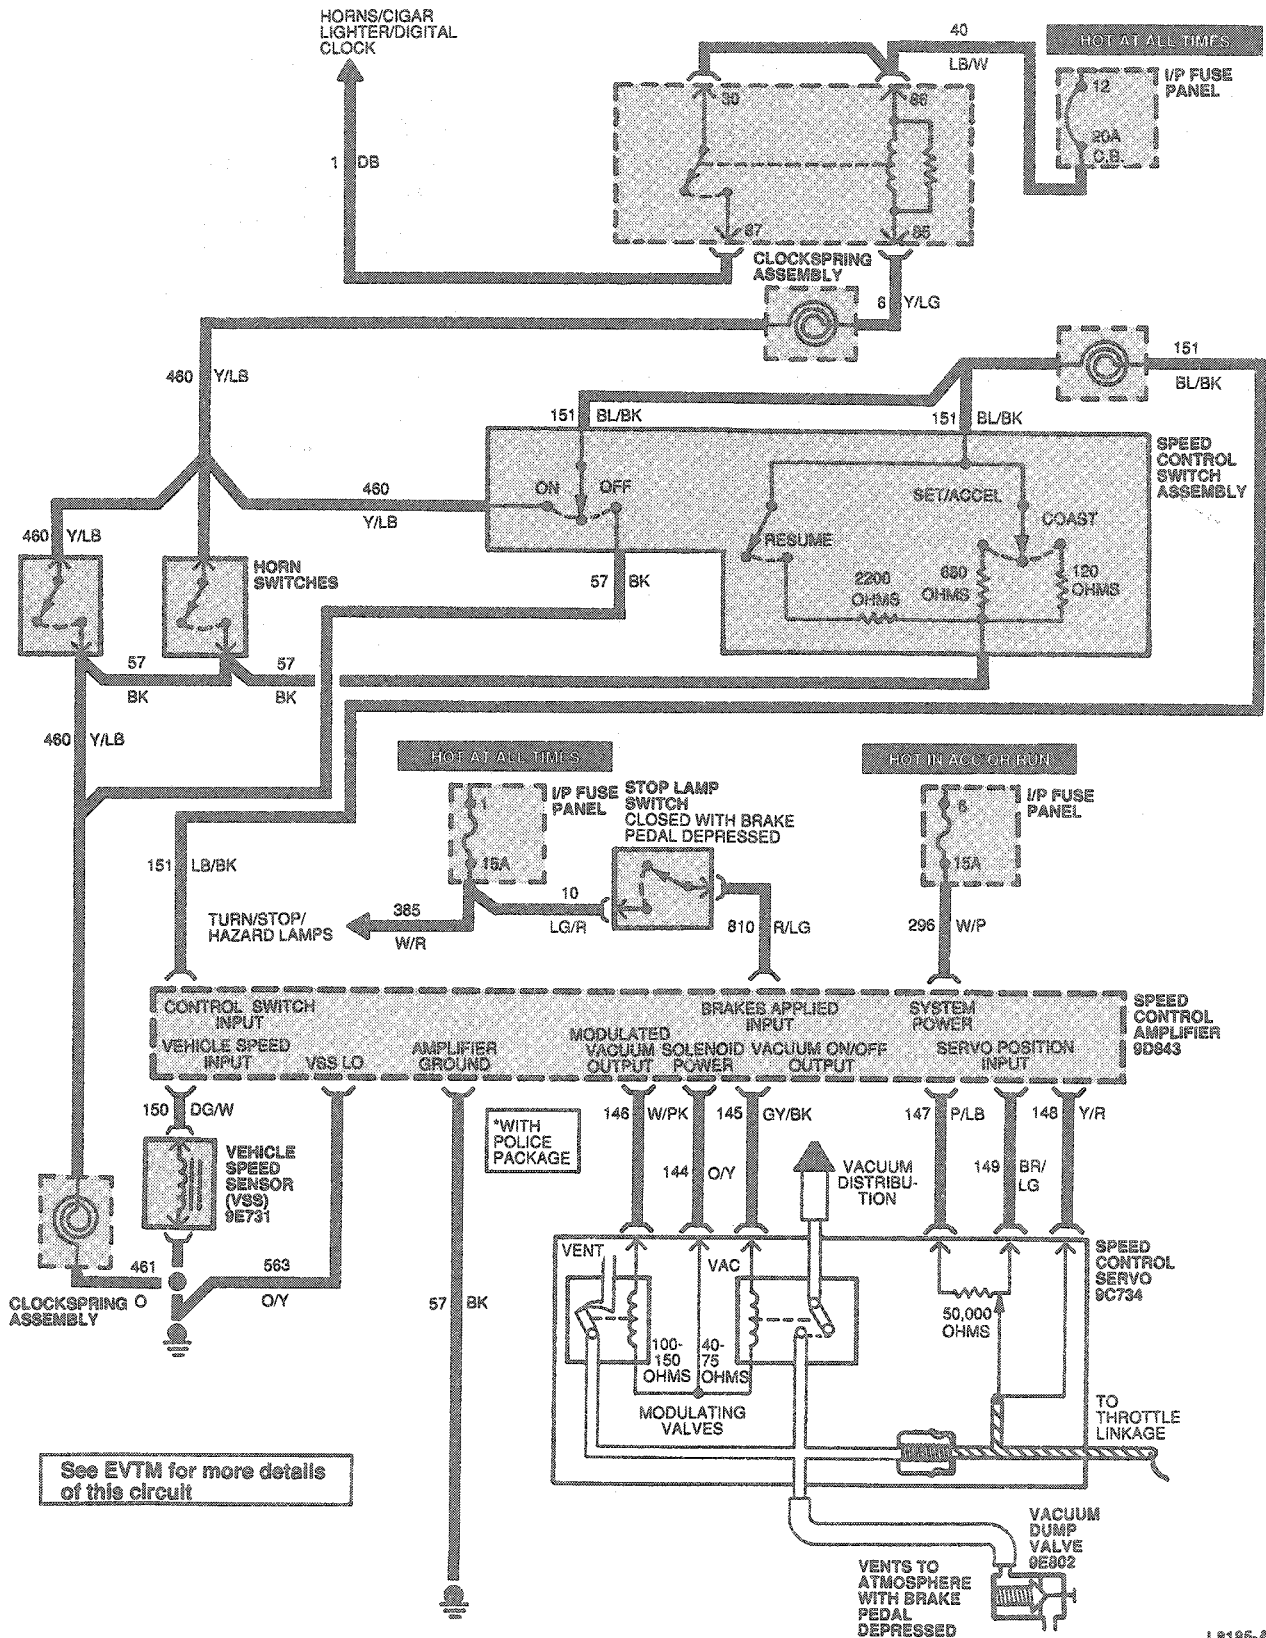 HORNS/CIGAR
LIGHTER/DIGITAL
CLOCK
40
LB/W
HOT AT ALL TIMES
I/P FUSE
PANEL
12
20A
C.B.
30
86
1
DB
87
85
CLOCKSPRING
ASSEMBLY
6
Y/LG
460
Y/LB
151
BL/BK
151
BL/BK
151
BL/BK
SPEED
CONTROL
SWITCH
ASSEMBLY
460
Y/LB
ON
OFF
SET/ACCEL
COAST
RESUME
460
Y/LB
HORN
SWITCHES
57
BK
2200
OHMS
680
OHMS
120
OHMS
57
BK
57
BK
460
Y/LB
HOT AT ALL TIMES
HOT IN ACC OR RUN
I/P FUSE
PANEL
1
15A
STOP LAMP
SWITCH
CLOSED WITH BRAKE
PEDAL DEPRESSED
I/P FUSE
PANEL
6
15A
151
LB/BK
TURN/STOP/
HAZARD LAMPS
385
W/R
10
LG/R
810
R/LG
296
W/P
CONTROL SWITCH
INPUT
BRAKES APPLIED
INPUT
SYSTEM
POWER
SPEED
CONTROL
AMPLIFIER
9D843
VEHICLE SPEED
INPUT
VSS LO
AMPLIFIER
GROUND
MODULATED
VACUUM
OUTPUT
SOLENOID
POWER
VACUUM ON/OFF
OUTPUT
SERVO POSITION
INPUT
150
DG/W
*WITH
POLICE
PACKAGE
146
W/PK
145
GY/BK
147
P/LB
148
Y/R
144
O/Y
149
BR/
LG
VEHICLE
SPEED
SENSOR
(VSS)
9E731
VACUUM
DISTRIBU-
TION
VENT
VAC
SPEED
CONTROL
SERVO
9C734
461
O
563
O/Y
CLOCKSPRING
ASSEMBLY
57
BK
100-
150
OHMS
40-
75
OHMS
50,000
OHMS
MODULATING
VALVES
TO
THROTTLE
LINKAGE
See EVTM for more details
of this circuit
VACUUM
DUMP
VALVE
9E802
VENTS TO
ATMOSPHERE
WITH BRAKE
PEDAL
DEPRESSED